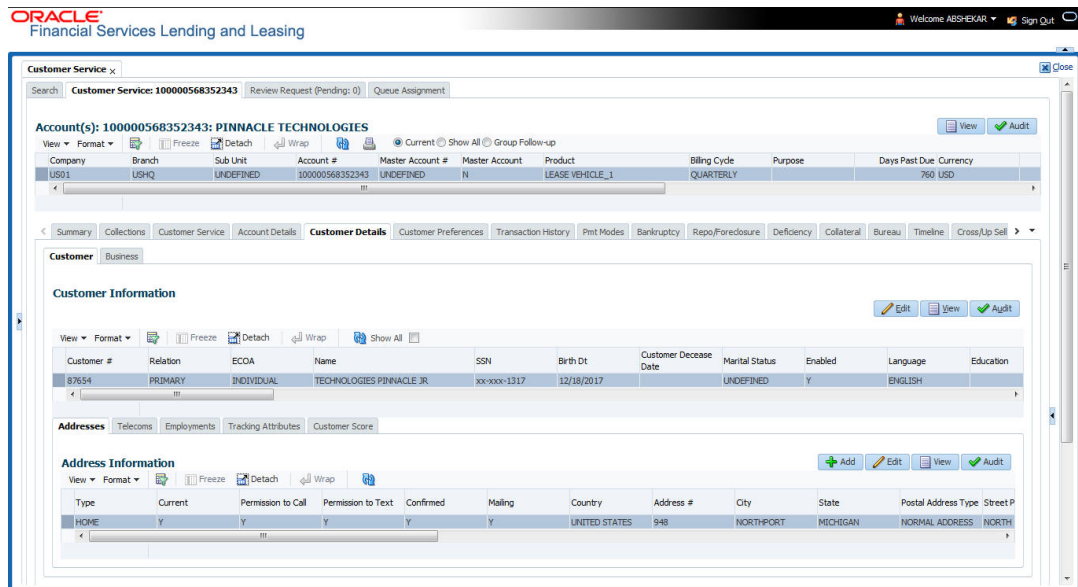 ORACLE®
Financial Services Lending and Leasing
Welcome ABSHEKAR Sign Out
Customer Service x
Close
Search Customer Service: 100000568352343 Review Request (Pending: 0) Queue Assignment
Account(s): 100000568352343: PINNACLE TECHNOLOGIES
View Audit
View Format Freeze Detach Wrap Current Show All Group Follow-up
Company Branch Sub Unit Account # Master Account # Master Account Product Billing Cycle Purpose Days Past Due Currency
US01 USHQ UNDEFINED 100000568352343 UNDEFINED N LEASE VEHICLE_1 QUARTERLY 760 USD
Summary Collections Customer Service Account Details Customer Details Customer Preferences Transaction History Pmt Modes Bankruptcy Repo/Foreclosure Deficiency Collateral Bureau Timeline Cross/Up Sell
Customer Business
Customer Information
Edit View Audit
View Format Freeze Detach Wrap Show All
Customer # Relation ECOA Name SSN Birth Dt Customer Decease Date Marital Status Enabled Language Education
87654 PRIMARY INDIVIDUAL TECHNOLOGIES PINNACLE JR xx-xxx-1317 12/18/2017 UNDEFINED Y ENGLISH
Addresses Telecoms Employments Tracking Attributes Customer Score
Address Information
Add Edit View Audit
View Format Freeze Detach Wrap
Type Current Permission to Call Permission to Text Confirmed Mailing Country Address # City State Postal Address Type Street P
HOME Y Y Y Y Y UNITED STATES 948 NORTHPORT MICHIGAN NORMAL ADDRESS NORTH